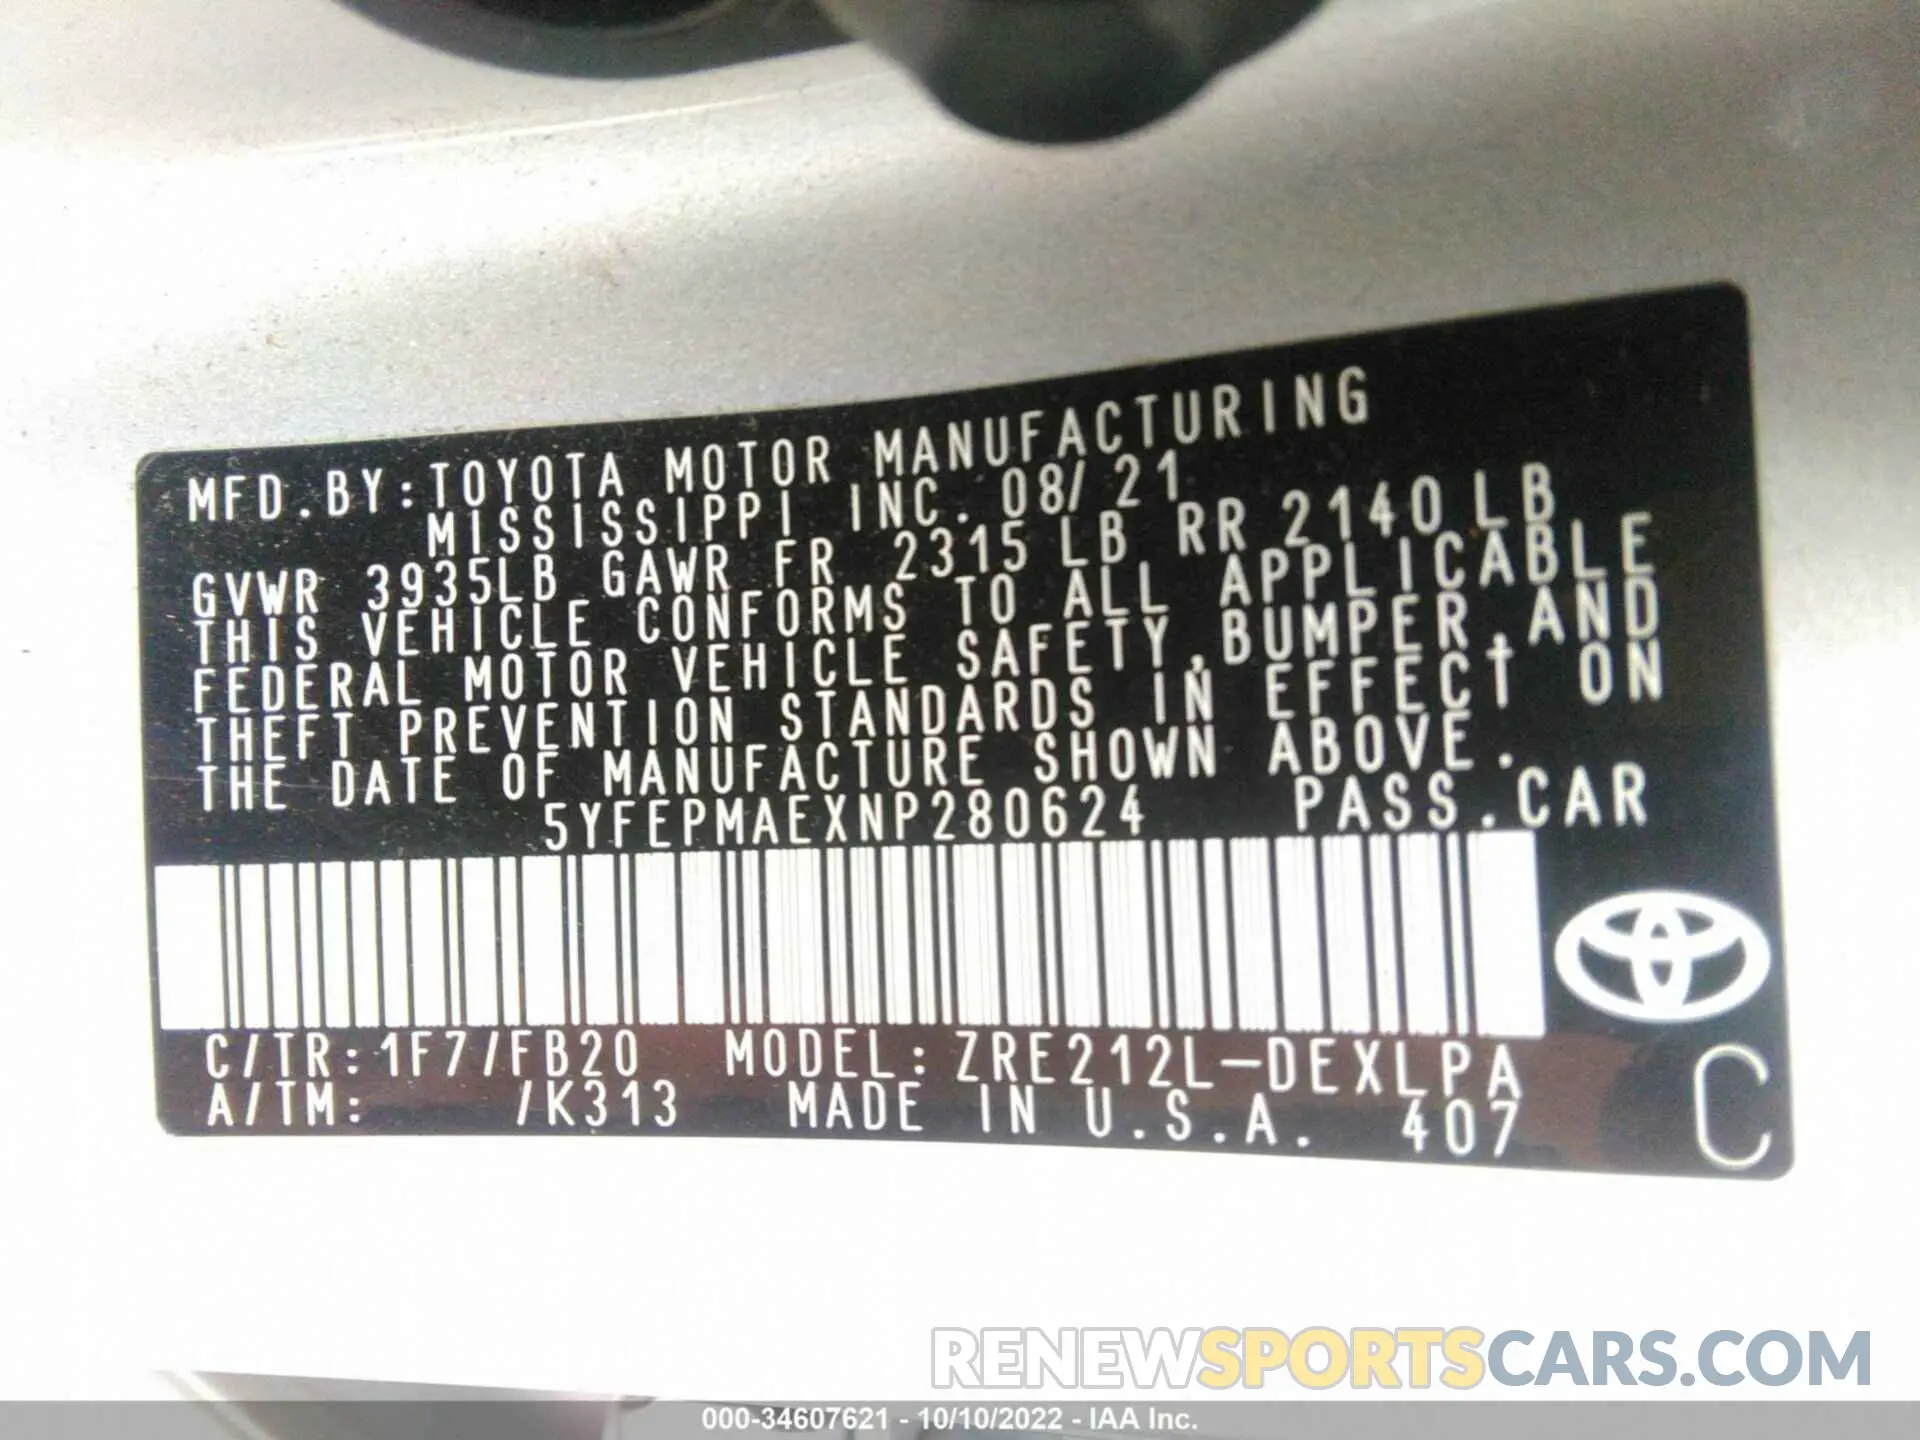 MFD.BY:TOYOTA MOTOR MANUFACTURING
MISSISSIPPI INC. 08/21
GVWR 3935LB GAWR FR 2315 LB RR 2140 LB
THIS VEHICLE CONFORMS TO ALL APPLICABLE
FEDERAL MOTOR VEHICLE SAFETY,BUMPER,AND
THEFT PREVENTION STANDARDS IN EFFECT ON
THE DATE OF MANUFACTURE SHOWN ABOVE.
5YFEPMAEXNP280624 PASS.CAR
C/TR:1F7/FB20 MODEL:ZRE212L-DEXLPA
A/TM: /K313 MADE IN U.S.A. 407
C
RENEWSPORTSCARS.COM
000-34607621 - 10/10/2022 - IAA Inc.